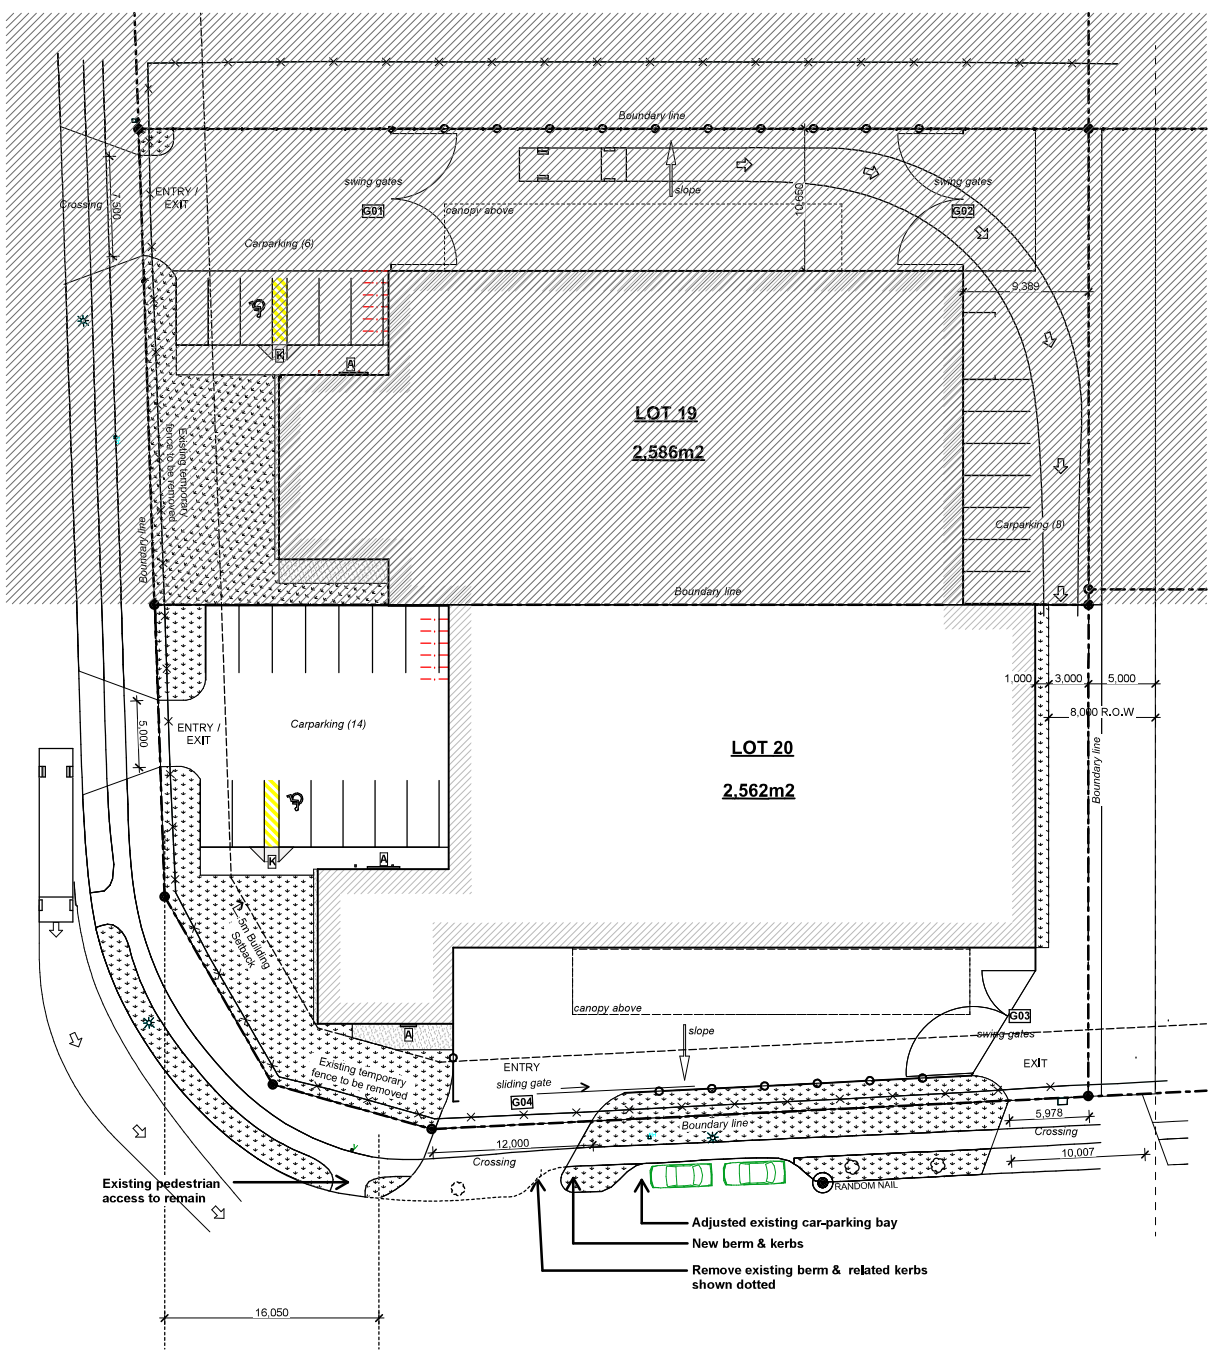 Boundary line
ENTRY /
EXIT
Crossing
7,500
swing gates
G01
canopy above
slope
10,650
swing gates
G02
Carparking (6)
9,389
K
A
LOT 19
2,586m2
Existing temporary
fence to be removed
Boundary line
Carparking (8)
Boundary line
1,000
3,000
5,000
8,000 R.O.W
ENTRY /
EXIT
5,000
Carparking (14)
LOT 20
2,562m2
Boundary line
K
A
5m Building
Setback
canopy above
G03
swing gates
slope
A
Existing temporary
fence to be removed
ENTRY
sliding gate
G04
EXIT
Boundary line
5,978
Crossing
12,000
Crossing
10,007
Existing pedestrian
access to remain
RANDOM NAIL
Adjusted existing car-parking bay
New berm & kerbs
Remove existing berm & related kerbs
shown dotted
16,050